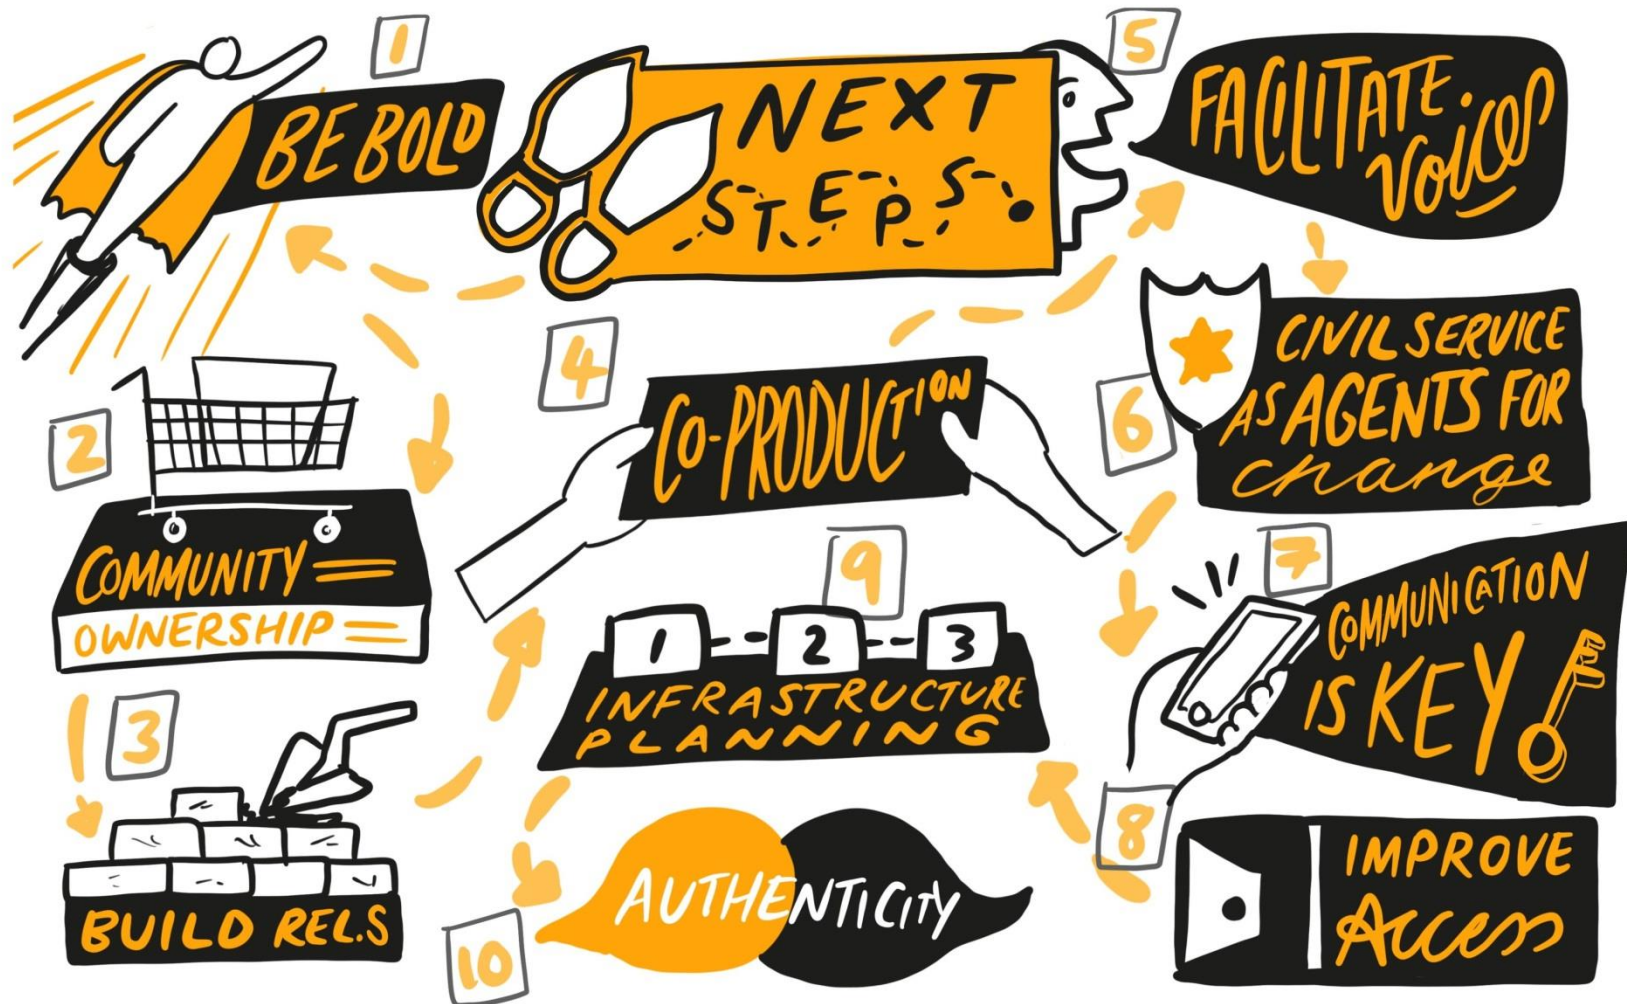 NEXT
STEPS
1
BE BOLD
2
COMMUNITY
OWNERSHIP
3
BUILD REL.S
4
CO-PRODUCTION
5
FACILITATE
Voices
6
CIVIL SERVICE
AS AGENTS FOR
change
7
COMMUNICATION
IS KEY
8
IMPROVE
Access
9
1 2 3
INFRASTRUCTURE
PLANNING
10
AUTHENTICITY